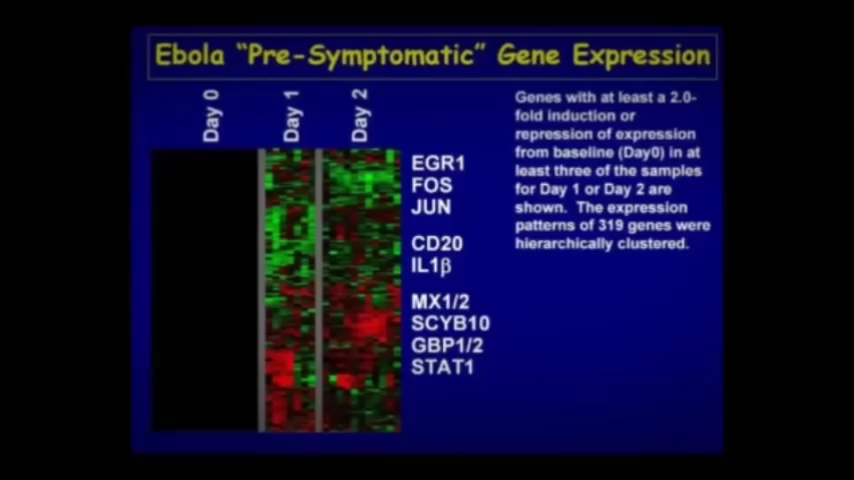 Ebola “Pre-Symptomatic” Gene Expression
Day 0
Day 1
Day 2
Genes with at least a 2.0-
fold induction or
repression of expression
from baseline (Day0) in at
least three of the samples
for Day 1 or Day 2 are
shown. The expression
patterns of 319 genes were
hierarchically clustered.
EGR1
FOS
JUN
CD20
IL1β
MX1/2
SCYB10
GBP1/2
STAT1